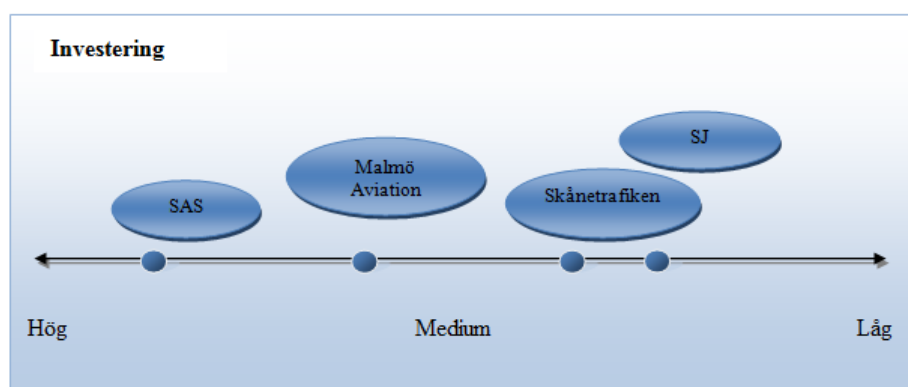 Investering
SJ
Malmö
Aviation
Skånetrafiken
SAS
Hög
Medium
Låg